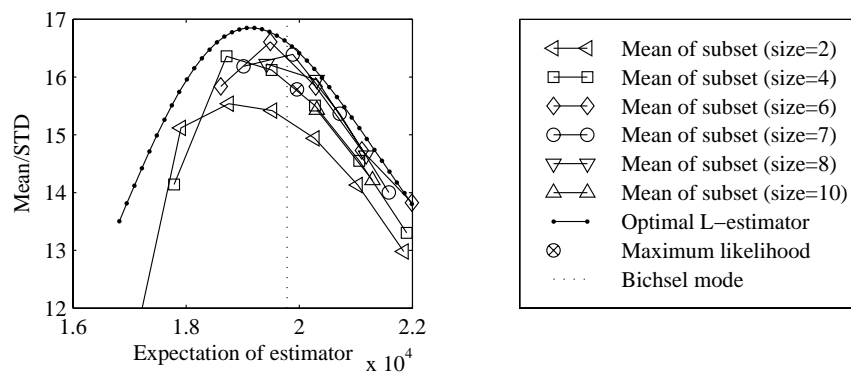 17
16
15
14
13
12
Mean/STD
1.6
1.8
2
2.2
Expectation of estimator
x 10^4
Mean of subset (size=2)
Mean of subset (size=4)
Mean of subset (size=6)
Mean of subset (size=7)
Mean of subset (size=8)
Mean of subset (size=10)
Optimal L−estimator
Maximum likelihood
Bichsel mode